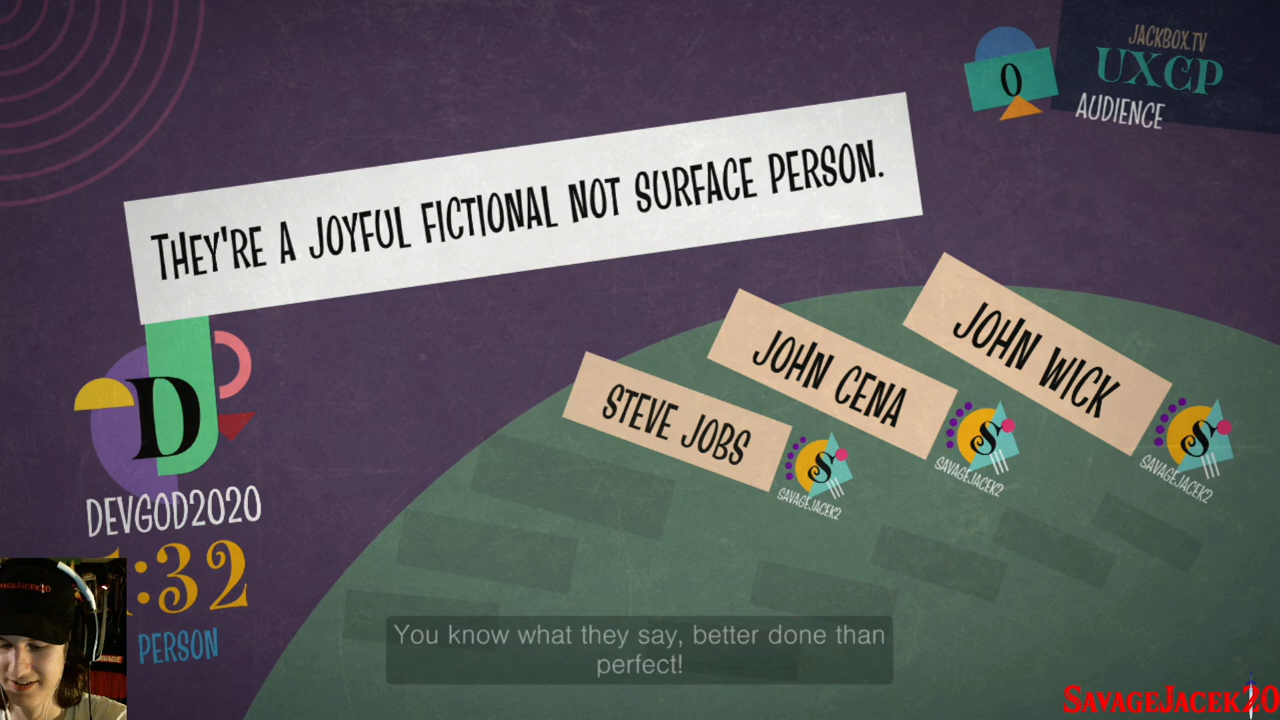 JACKBOX.TV
UXCP
0
AUDIENCE
THEY'RE A JOYFUL FICTIONAL NOT SURFACE PERSON.
JOHN WICK
S
SAVAGEJACEK2
JOHN CENA
S
SAVAGEJACEK2
STEVE JOBS
S
SAVAGEJACEK2
D
DEVGOD2020
1:32
PERSON
You know what they say, better done than
perfect!
SAVAGEJACEK20